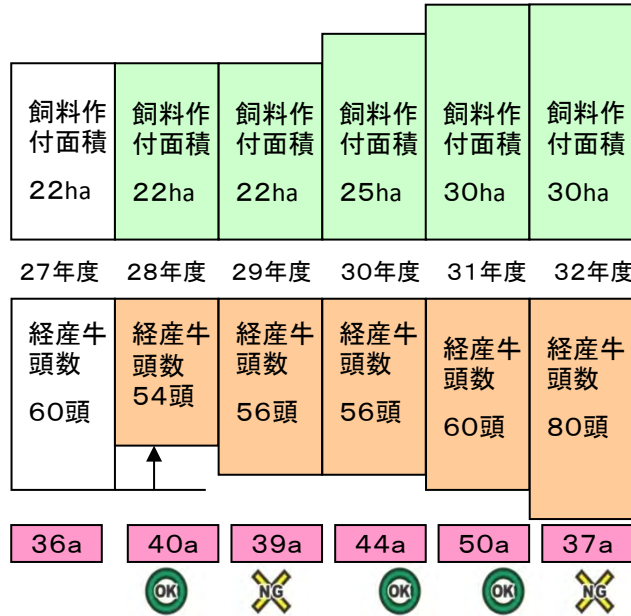 飼料作
付面積
22ha
飼料作
付面積
22ha
飼料作
付面積
22ha
飼料作
付面積
25ha
飼料作
付面積
30ha
飼料作
付面積
30ha
27年度
28年度
29年度
30年度
31年度
32年度
経産牛
頭数
60頭
経産牛
頭数
54頭
経産牛
頭数
56頭
経産牛
頭数
56頭
経産牛
頭数
60頭
経産牛
頭数
80頭
36a
40a
39a
44a
50a
37a
OK
NG
OK
OK
NG